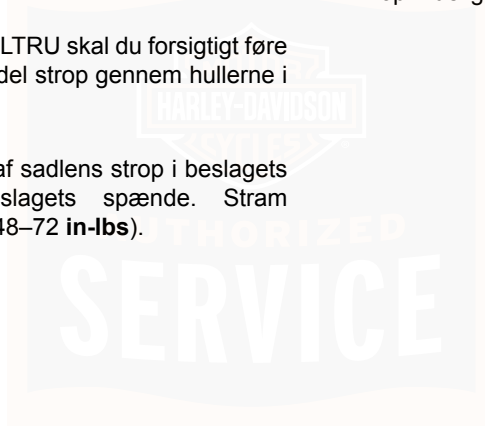 LTRU skal du forsigtigt føre
del strop gennem hullerne i
af sadlens strop i beslagets
slagets spænde. Stram
48–72 in-lbs).
HARLEY-DAVIDSON
CYCLES
AUTHORIZED
SERVICE